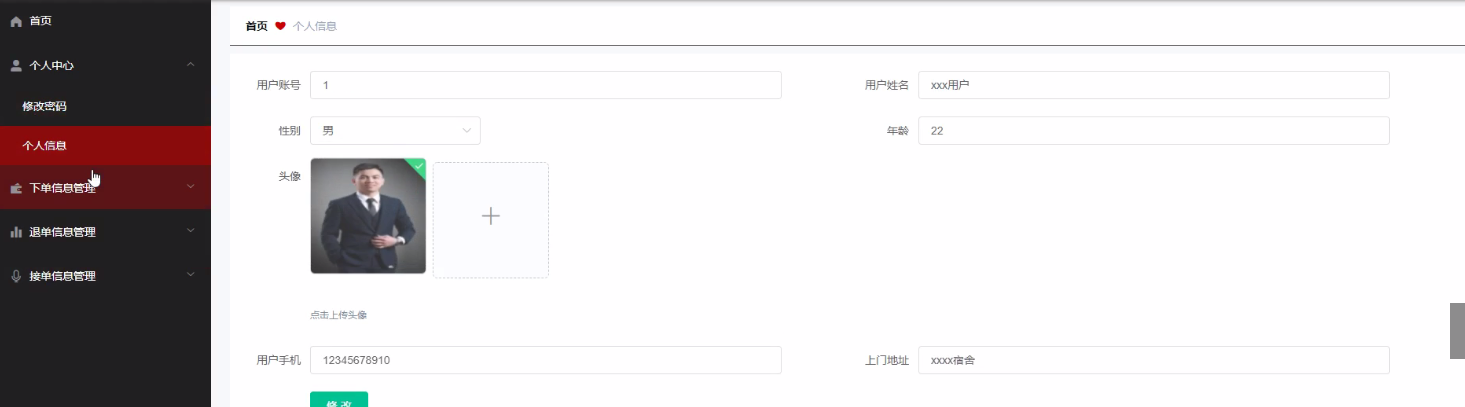 首页
个人中心
修改密码
个人信息
下单信息管理
退单信息管理
接单信息管理
首页 个人信息
用户账号 1 用户姓名 xxx用户
性别 男 年龄 22
头像
点击上传头像
用户手机 12345678910 上门地址 xxxx宿舍
修 改